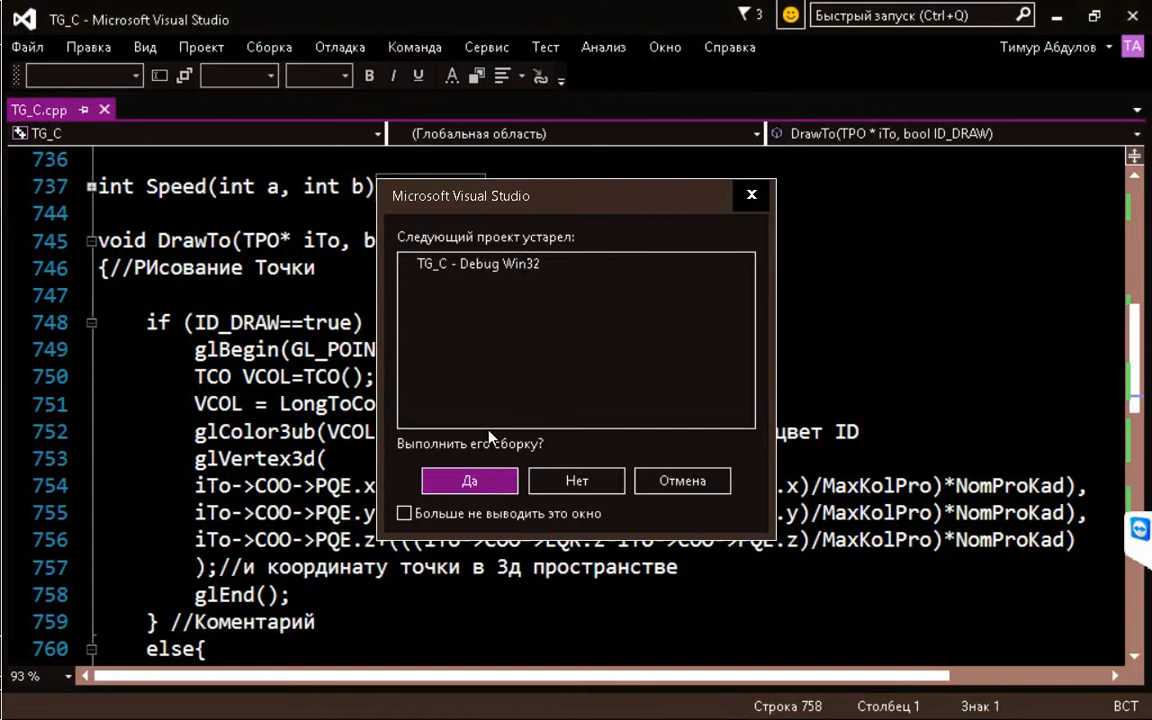 TG_C - Microsoft Visual Studio
3
Быстрый запуск (Ctrl+Q)
Файл Правка Вид Проект Сборка Отладка Команда Сервис Тест Анализ Окно Справка Тимур Абдулов TA
B I U A
TG_C.cpp
TG_C (Глобальная область) DrawTo(TPO * iTo, bool ID_DRAW)
736
737 int Speed(int a, int b)
744
745 void DrawTo(TPO* iTo, b
746 {//РИсование Точки
747
748 if (ID_DRAW==true)
749 glBegin(GL_POIN
750 TCO VCOL=TCO();
751 VCOL = LongToCo
752 glColor3ub(VCOL цвет ID
753 glVertex3d(
754 iTo->COO->PQE.x .x)/MaxKolPro)*NomProKad),
755 iTo->COO->PQE.y .y)/MaxKolPro)*NomProKad),
756 iTo->COO->PQE.z+(((iTo->COO->EQR.z-iTo->COO->PQE.z)/MaxKolPro)*NomProKad)
757 );//и координату точки в 3д пространстве
758 glEnd();
759 } //Коментарий
760 else{
Microsoft Visual Studio
Следующий проект устарел:
TG_C - Debug Win32
Выполнить его сборку?
Да Нет Отмена
Больше не выводить это окно
93 %
Строка 758 Столбец 1 Знак 1 ВСТ